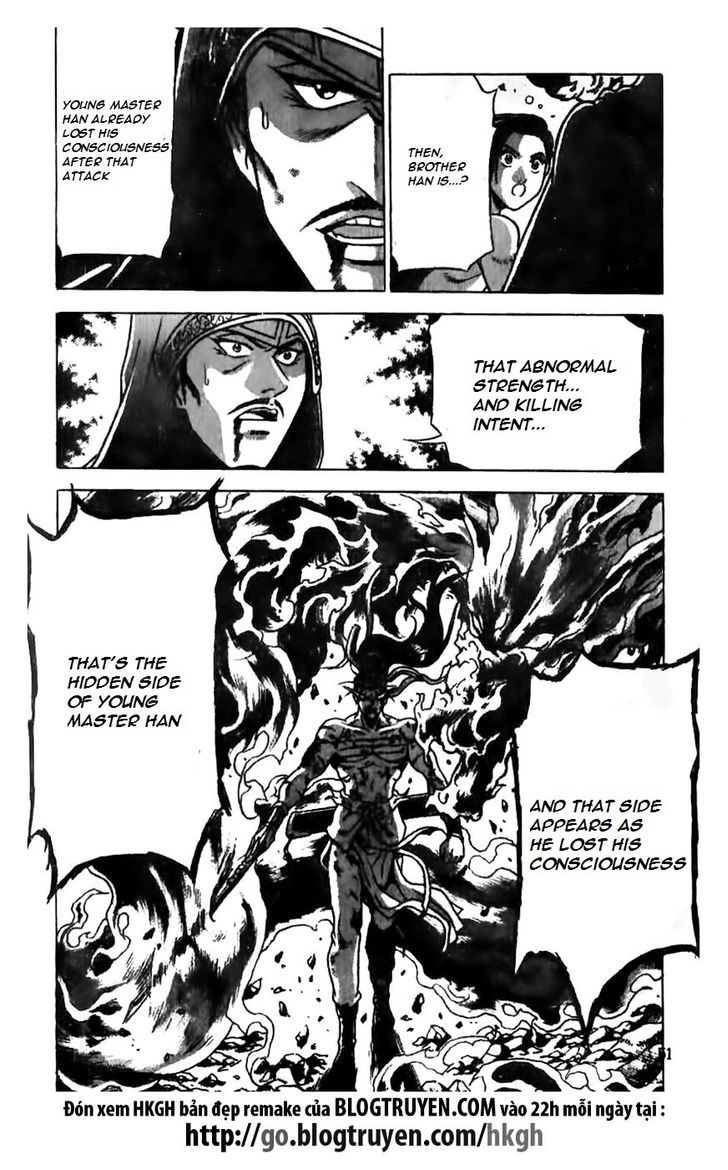 YOUNG MASTER
HAN ALREADY
LOST HIS
CONSCIOUSNESS
AFTER THAT
ATTACK
THEN,
BROTHER
HAN IS...?
THAT ABNORMAL
STRENGTH...
AND KILLING
INTENT...
THAT'S THE
HIDDEN SIDE
OF YOUNG
MASTER HAN
AND THAT SIDE
APPEARS AS
HE LOST HIS
CONSCIOUSNESS
Đón xem HKGH bản đẹp remake của BLOGTRUYEN.COM vào 22h mỗi ngày tại :
http://go.blogtruyen.com/hkgh